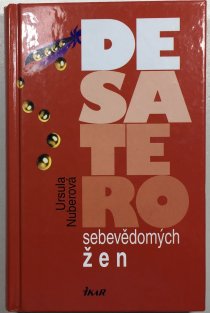 DE
SA
TE
RO
Ursula
Nuberová
sebevědomých
žen
IKAR